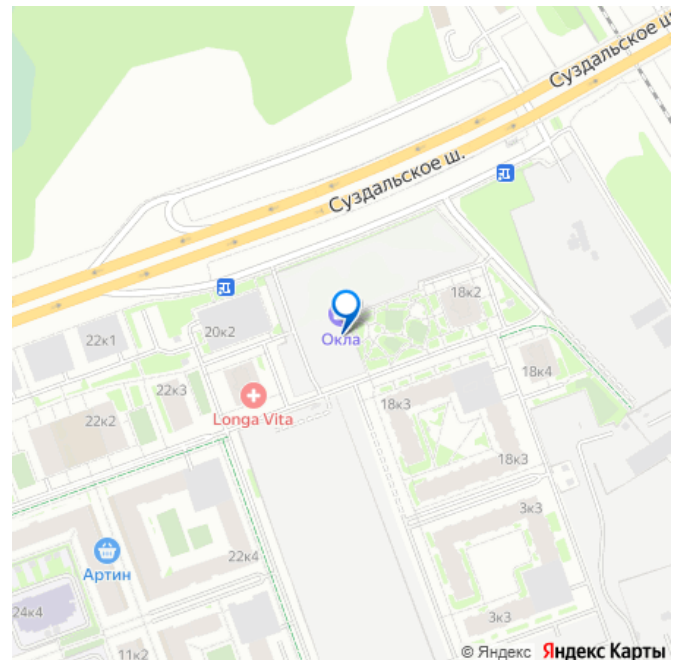 Суздальское ш
Суздальское ш.
18к2
22к1
20к2
Окла
22к3
18к4
Longa Vita
18к3
22к2
18к3
3к3
22к4
Артин
24к4
3к3
11к2
© Яндекс Яндекс Карты